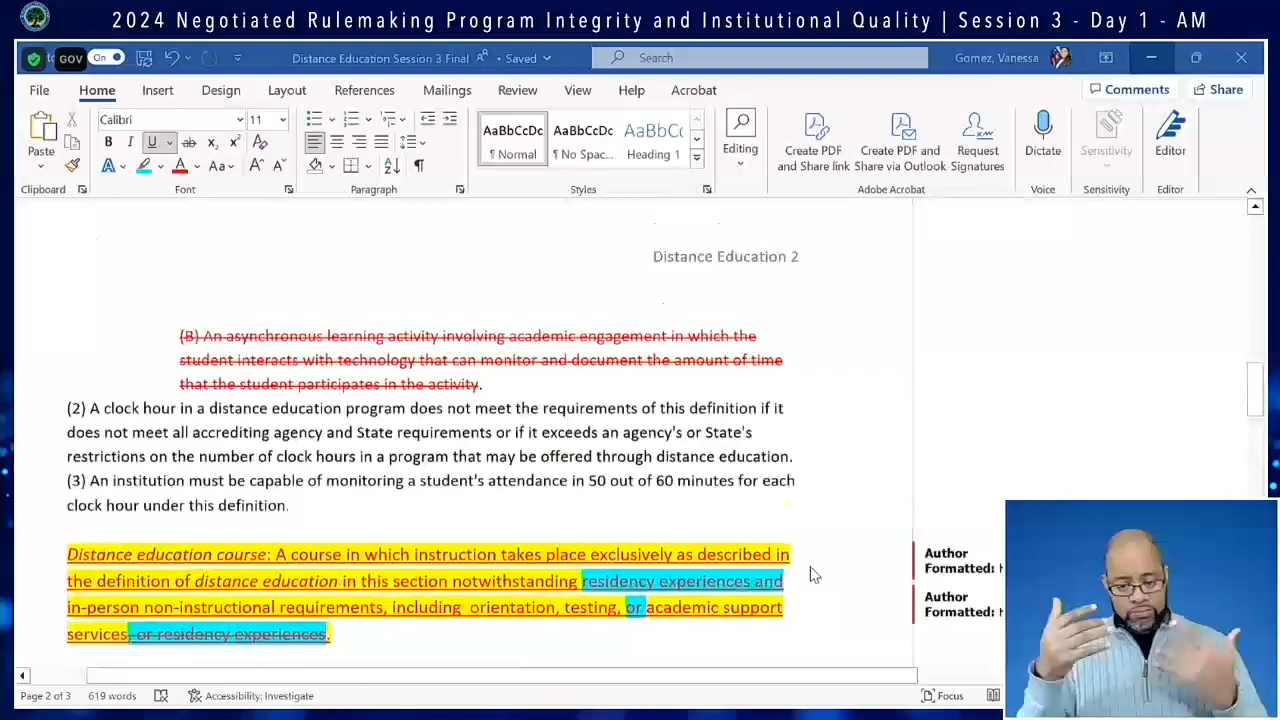 2024 Negotiated Rulemaking Program Integrity and Institutional Quality | Session 3 - Day 1 - AM
GOV On Distance Education Session 3 Final • Saved Search Gomez, Vanessa
File Home Insert Design Layout References Mailings Review View Help Acrobat Comments Share
Paste Calibri 11 AaBbCcDc AaBbCcDc AaBbCc Editing Create PDF Create PDF and Request Dictate Sensitivity Editor
B I U ab x₂ x² ¶ Normal ¶ No Spac... Heading 1 and Share link Share via Outlook Signatures
A A Aa A A ¶
Clipboard Font Paragraph Styles Adobe Acrobat Voice Sensitivity Editor
Distance Education 2
(B) An asynchronous learning activity involving academic engagement in which the
student interacts with technology that can monitor and document the amount of time
that the student participates in the activity.
(2) A clock hour in a distance education program does not meet the requirements of this definition if it
does not meet all accrediting agency and State requirements or if it exceeds an agency's or State's
restrictions on the number of clock hours in a program that may be offered through distance education.
(3) An institution must be capable of monitoring a student's attendance in 50 out of 60 minutes for each
clock hour under this definition.
Distance education course: A course in which instruction takes place exclusively as described in
the definition of distance education in this section notwithstanding residency experiences and
in-person non-instructional requirements, including orientation, testing, or academic support
services, or residency experiences.
Author
Formatted:
Author
Formatted:
Page 2 of 3 619 words Accessibility: Investigate Focus